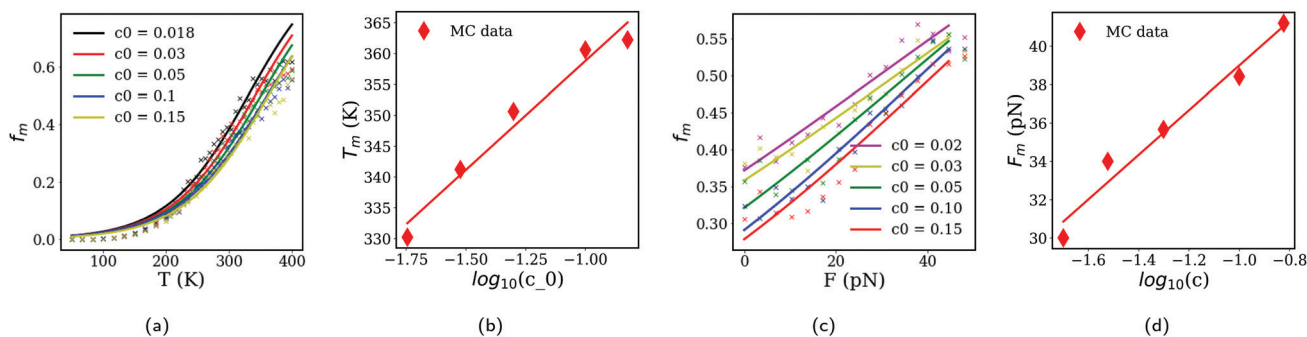 c0 = 0.018
c0 = 0.03
c0 = 0.05
c0 = 0.1
c0 = 0.15
0.6
0.4
0.2
0.0
f_m
100
200
300
400
T (K)
(a)
MC data
365
360
355
350
345
340
335
330
T_m (K)
−1.75
−1.50
−1.25
−1.00
log₁₀(c_0)
(b)
0.55
0.50
0.45
0.40
0.35
0.30
f_m
c0 = 0.02
c0 = 0.03
c0 = 0.05
c0 = 0.10
c0 = 0.15
0
20
40
F (pN)
(c)
MC data
40
38
36
34
32
30
F_m (pN)
−1.6
−1.4
−1.2
−1.0
−0.8
log₁₀(c)
(d)